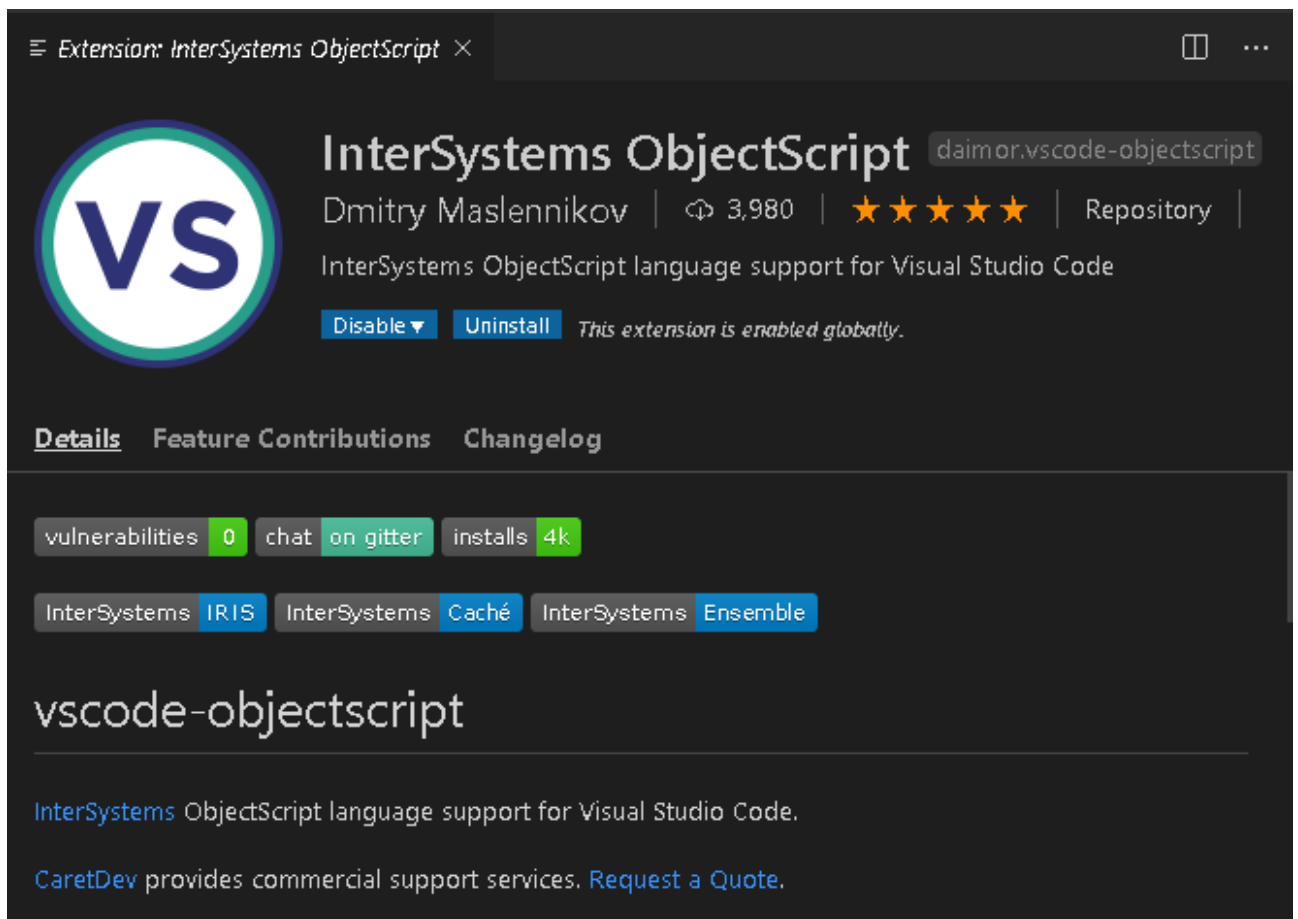 Extension: InterSystems ObjectScript
VS
InterSystems ObjectScript daimor.vscode-objectscript
Dmitry Maslennikov 3,980 Repository
InterSystems ObjectScript language support for Visual Studio Code
Disable Uninstall This extension is enabled globally.
Details Feature Contributions Changelog
vulnerabilities 0 chat on gitter installs 4k
InterSystems IRIS InterSystems Caché InterSystems Ensemble
vscode-objectscript
InterSystems ObjectScript language support for Visual Studio Code.
CaretDev provides commercial support services. Request a Quote.